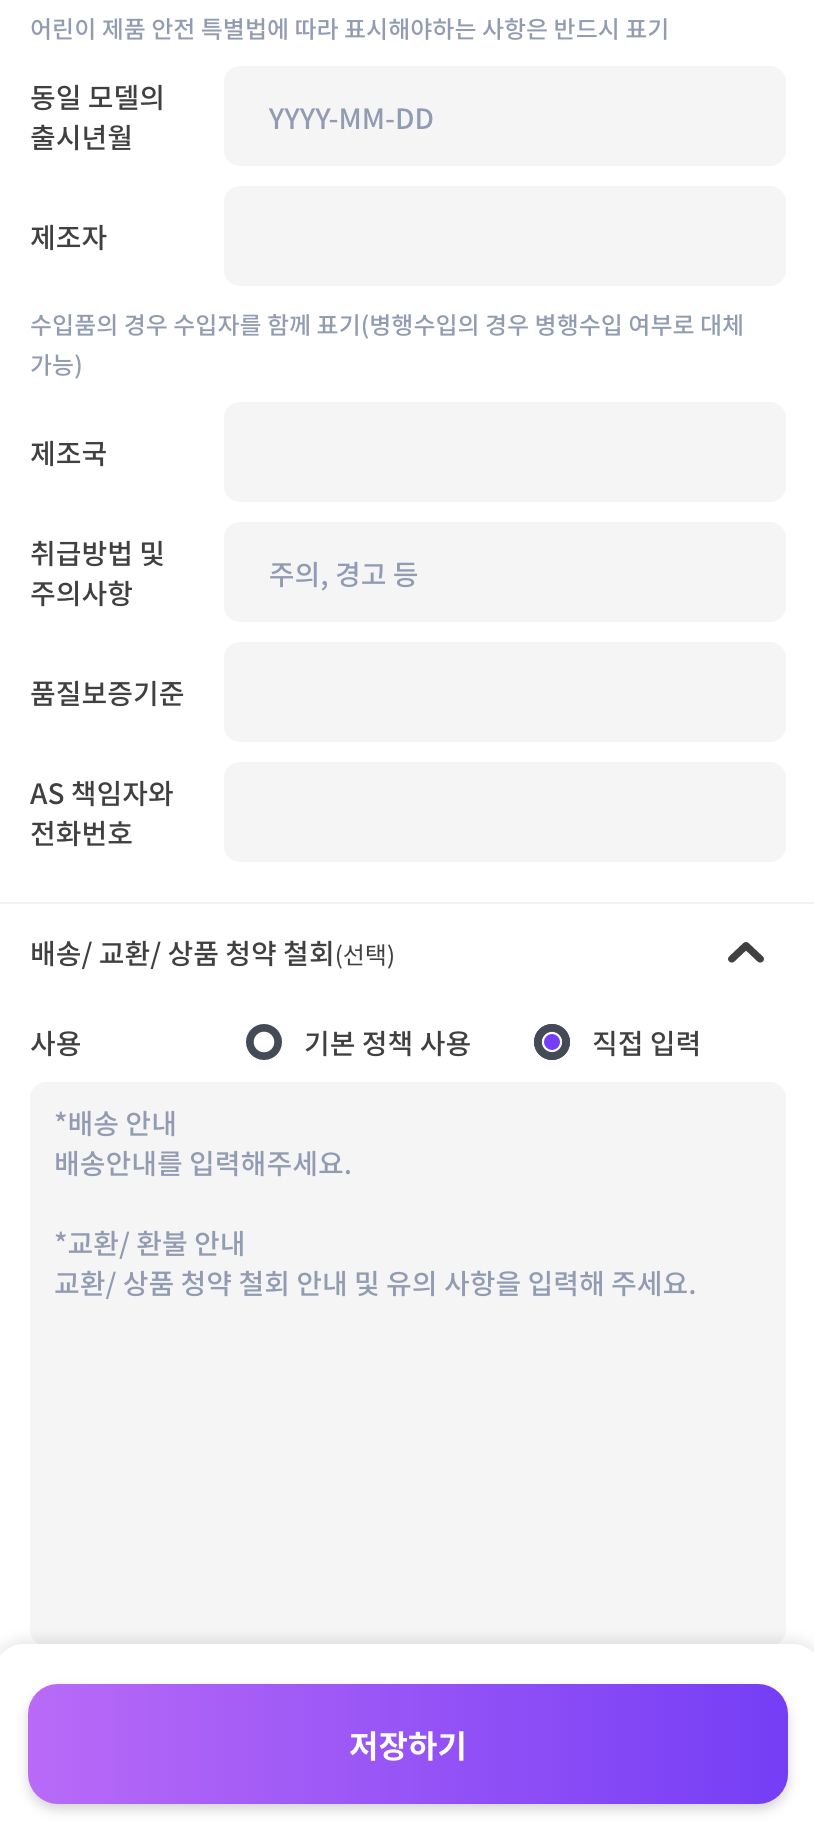 어린이 제품 안전 특별법에 따라 표시해야하는 사항은 반드시 표기
동일 모델의
출시년월
YYYY-MM-DD
제조자
수입품의 경우 수입자를 함께 표기(병행수입의 경우 병행수입 여부로 대체
가능)
제조국
취급방법 및
주의사항
주의, 경고 등
품질보증기준
AS 책임자와
전화번호
배송/ 교환/ 상품 청약 철회(선택)
사용
기본 정책 사용
직접 입력
*배송 안내
배송안내를 입력해주세요.
*교환/ 환불 안내
교환/ 상품 청약 철회 안내 및 유의 사항을 입력해 주세요.
저장하기